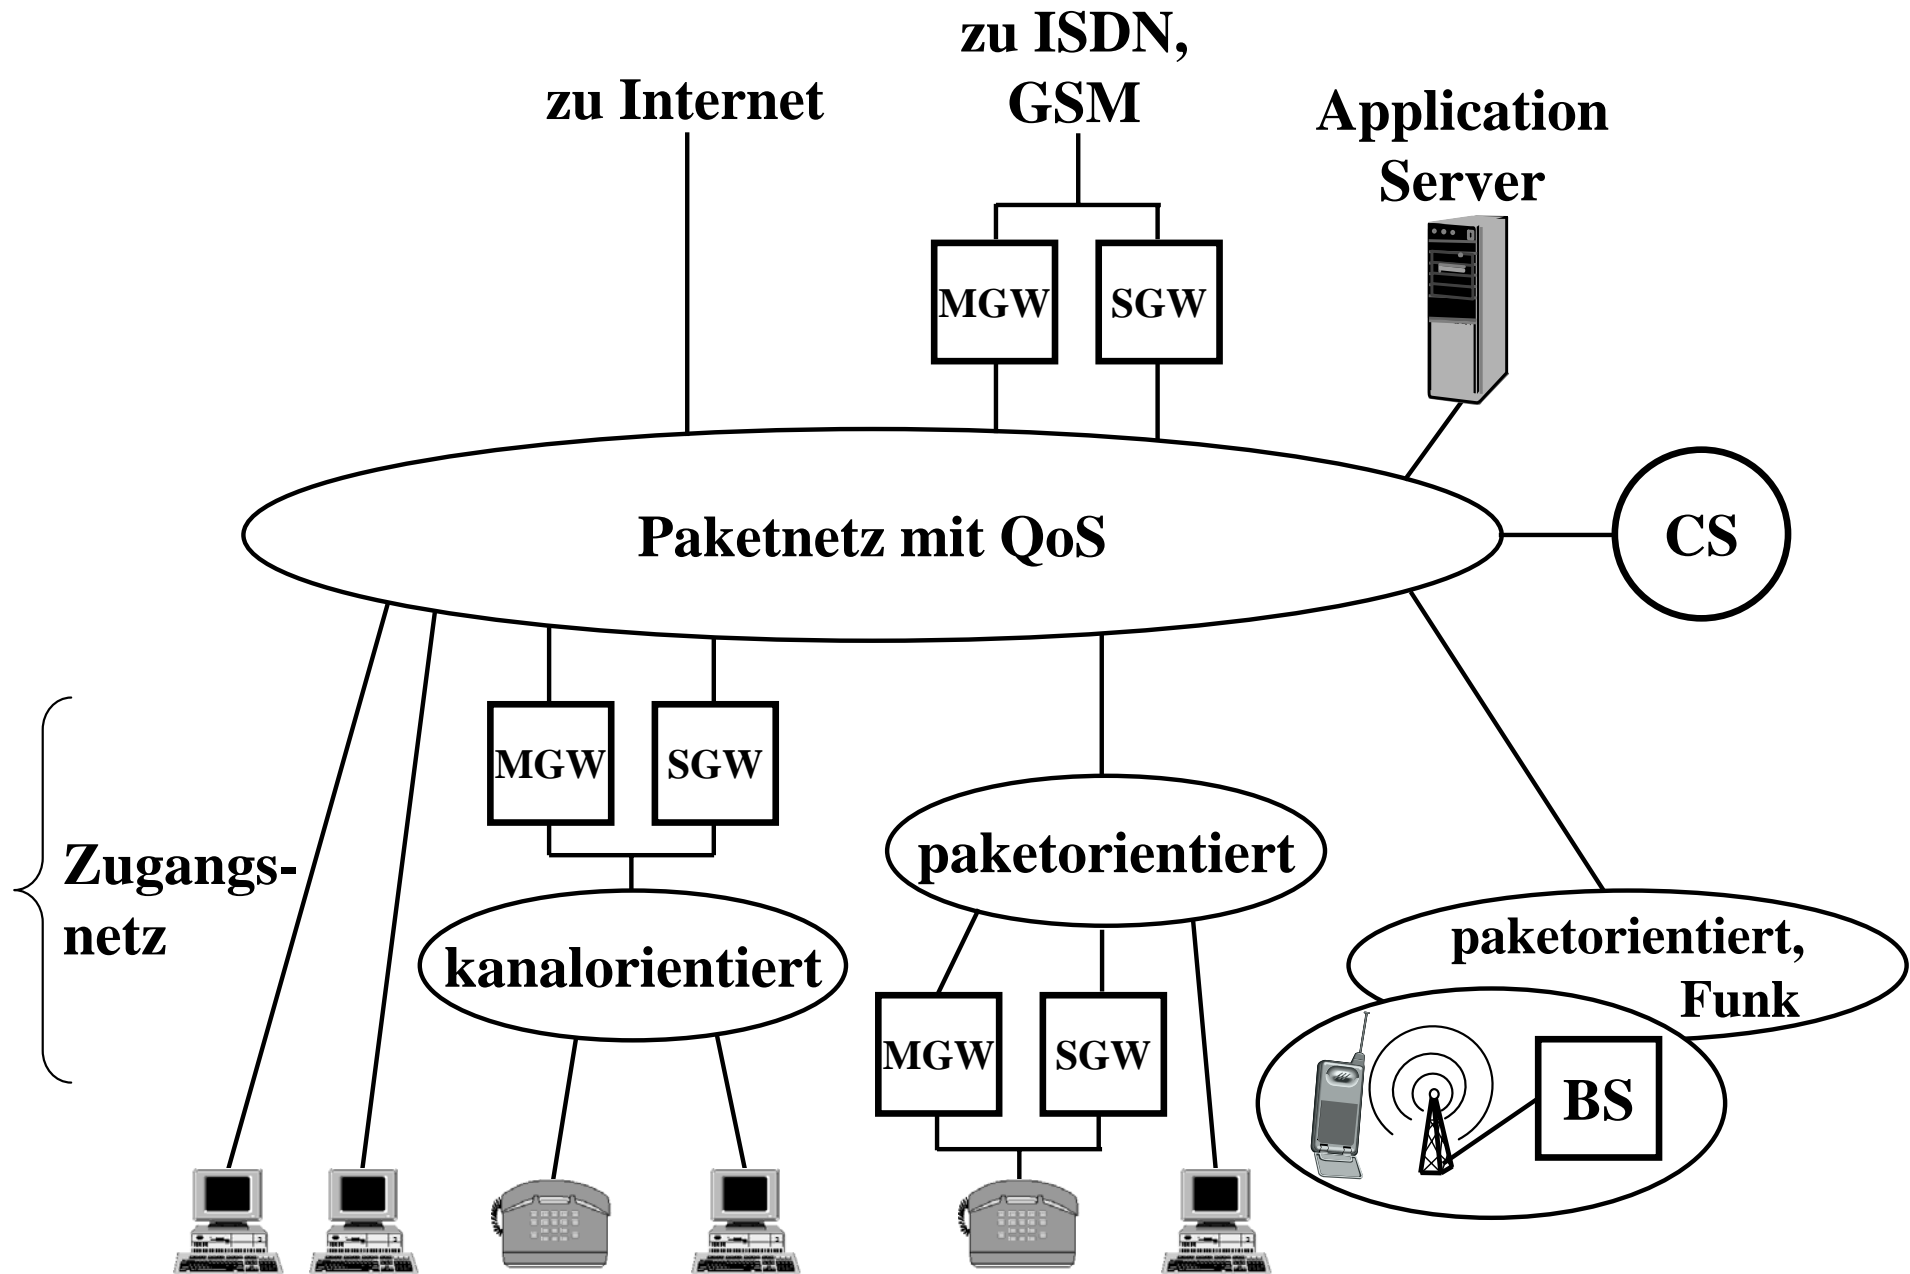 zu ISDN,
GSM
zu Internet
Application
Server
MGW
SGW
Paketnetz mit QoS
CS
MGW
SGW
Zugangs-
netz
paketorientiert
kanalorientiert
paketorientiert,
Funk
MGW
SGW
BS